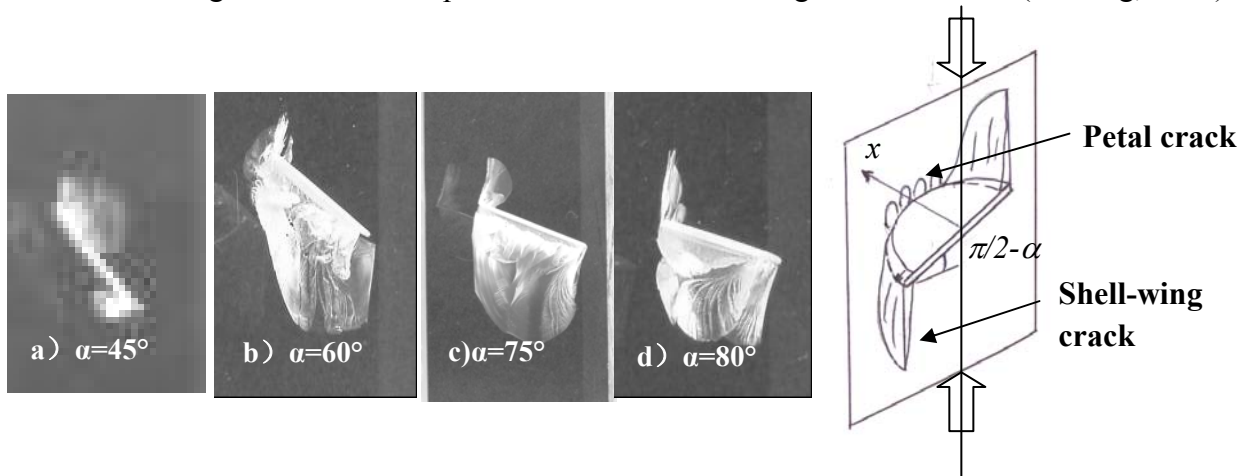 Petal crack
x
π/2-α
Shell-wing
crack
a）α=45°
b）α=60°
c)α=75°
d）α=80°